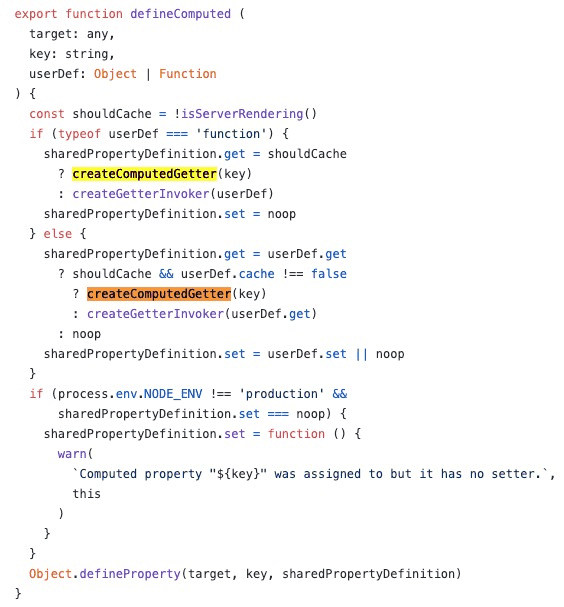 export function defineComputed (
  target: any,
  key: string,
  userDef: Object | Function
) {
  const shouldCache = !isServerRendering()
  if (typeof userDef === 'function') {
    sharedPropertyDefinition.get = shouldCache
      ? createComputedGetter(key)
      : createGetterInvoker(userDef)
    sharedPropertyDefinition.set = noop
  } else {
    sharedPropertyDefinition.get = userDef.get
      ? shouldCache && userDef.cache !== false
        ? createComputedGetter(key)
        : createGetterInvoker(userDef.get)
      : noop
    sharedPropertyDefinition.set = userDef.set || noop
  }
  if (process.env.NODE_ENV !== 'production' &&
      sharedPropertyDefinition.set === noop) {
    sharedPropertyDefinition.set = function () {
      warn(
        `Computed property "${key}" was assigned to but it has no setter.`,
        this
      )
    }
  }
  Object.defineProperty(target, key, sharedPropertyDefinition)
}